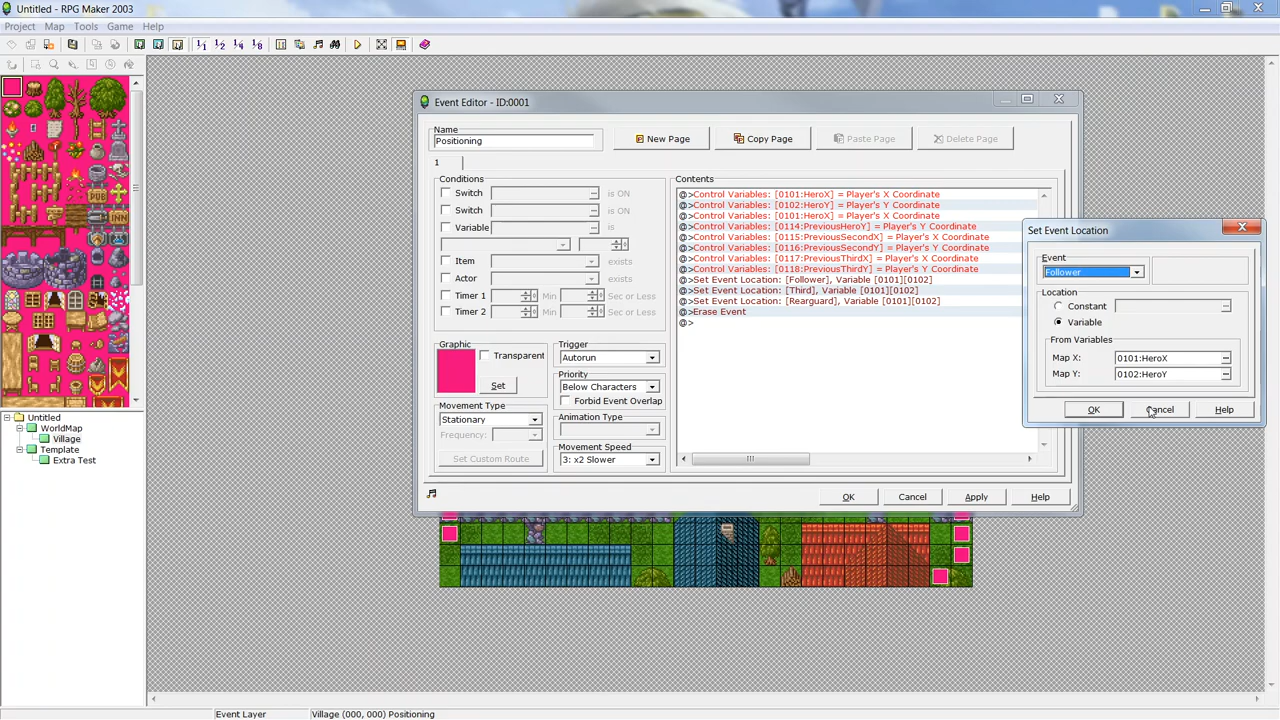 Untitled - RPG Maker 2003
Project Map Tools Game Help
Event Editor - ID:0001
Name
Positioning
New Page
Copy Page
Paste Page
Delete Page
1
Conditions
Switch is ON
Switch is ON
Variable is
Item exists
Actor exists
Timer 1 Min Sec or Less
Timer 2 Min Sec or Less
Graphic
Transparent
Set
Trigger
Autorun
Priority
Below Characters
Forbid Event Overlap
Movement Type
Stationary
Frequency:
Set Custom Route
Animation Type
Movement Speed
3: x2 Slower
Contents
@>Control Variables: [0101:HeroX] = Player's X Coordinate
@>Control Variables: [0102:HeroY] = Player's Y Coordinate
@>Control Variables: [0101:HeroX] = Player's X Coordinate
@>Control Variables: [0114:PreviousHeroY] = Player's Y Coordinate
@>Control Variables: [0115:PreviousSecondX] = Player's X Coordinate
@>Control Variables: [0116:PreviousSecondY] = Player's Y Coordinate
@>Control Variables: [0117:PreviousThirdX] = Player's X Coordinate
@>Control Variables: [0118:PreviousThirdY] = Player's Y Coordinate
@>Set Event Location: [Follower], Variable [0101][0102]
@>Set Event Location: [Third], Variable [0101][0102]
@>Set Event Location: [Rearguard], Variable [0101][0102]
@>Erase Event
@>
OK Cancel Apply Help
Set Event Location
Event
Follower
Location
Constant
Variable
From Variables
Map X: 0101:HeroX
Map Y: 0102:HeroY
OK Cancel Help
PUB
INN
Untitled
WorldMap
Village
Template
Extra Test
Event Layer
Village (000, 000) Positioning